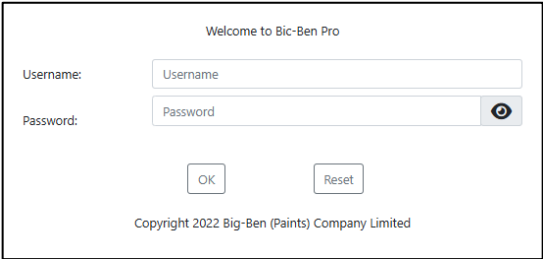 Welcome to Bic-Ben Pro
Username: Username
Password: Password
OK Reset
Copyright 2022 Big-Ben (Paints) Company Limited